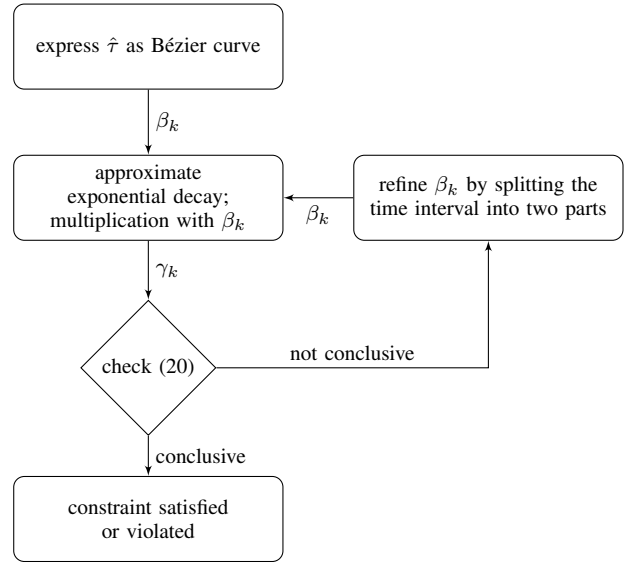 express τ̂ as Bézier curve
β_k
approximate
exponential decay;
multiplication with β_k
β_k
refine β_k by splitting the
time interval into two parts
γ_k
check (20)
not conclusive
conclusive
constraint satisfied
or violated